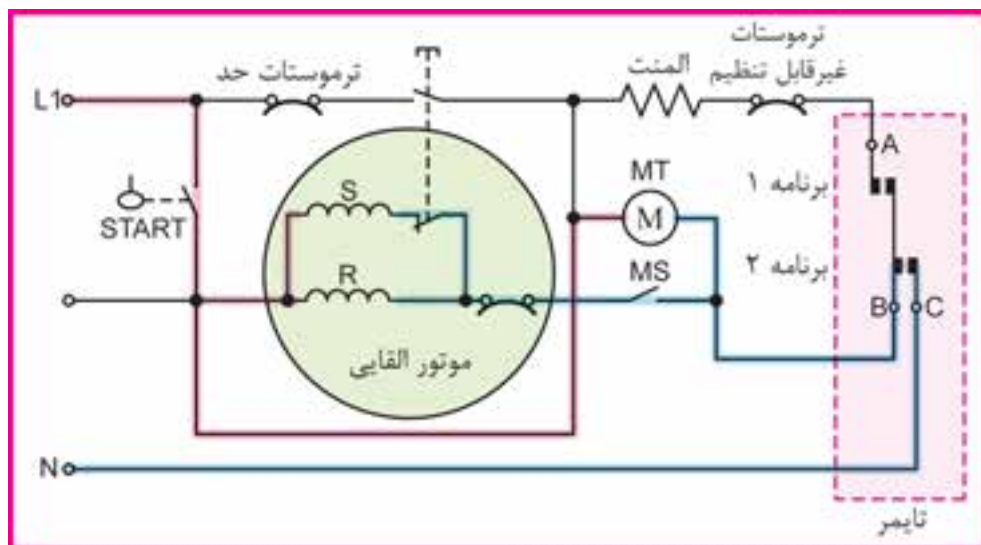 ترموستات
غیرقابل تنظیم
المنت
ترموستات حد
L1
A
MT
برنامه ۱
S
M
START
MS
برنامه ۲
R
B
C
موتور القایی
N
تایمر